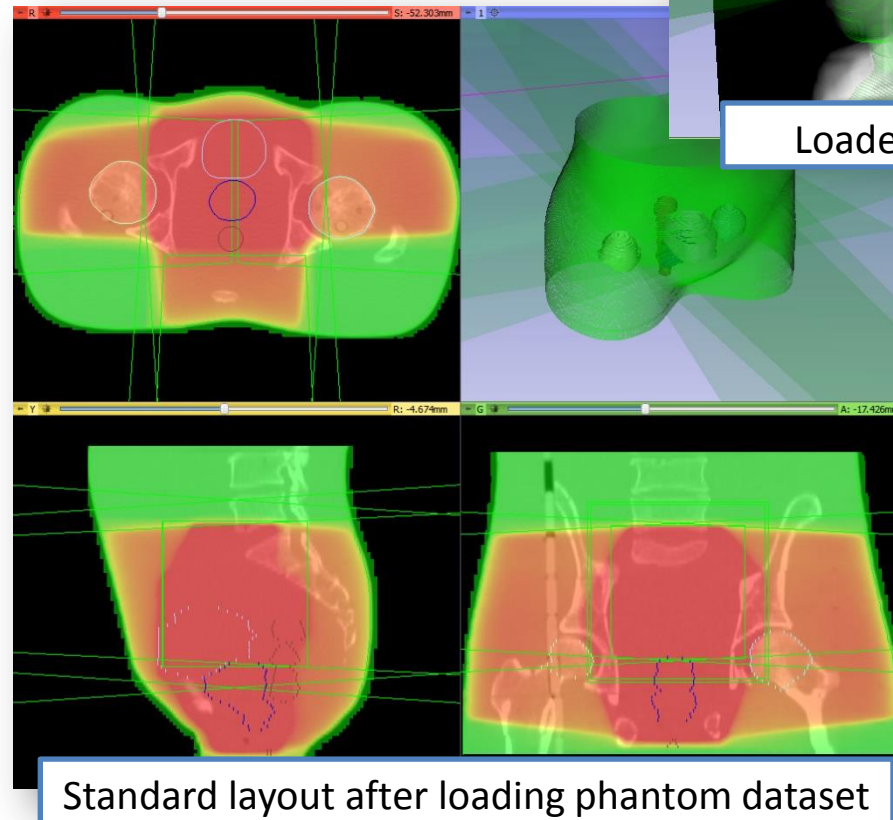 R S: -52.303mm
1
Loade
Y R: -4.674mm
G A: -17.426mm
Standard layout after loading phantom dataset